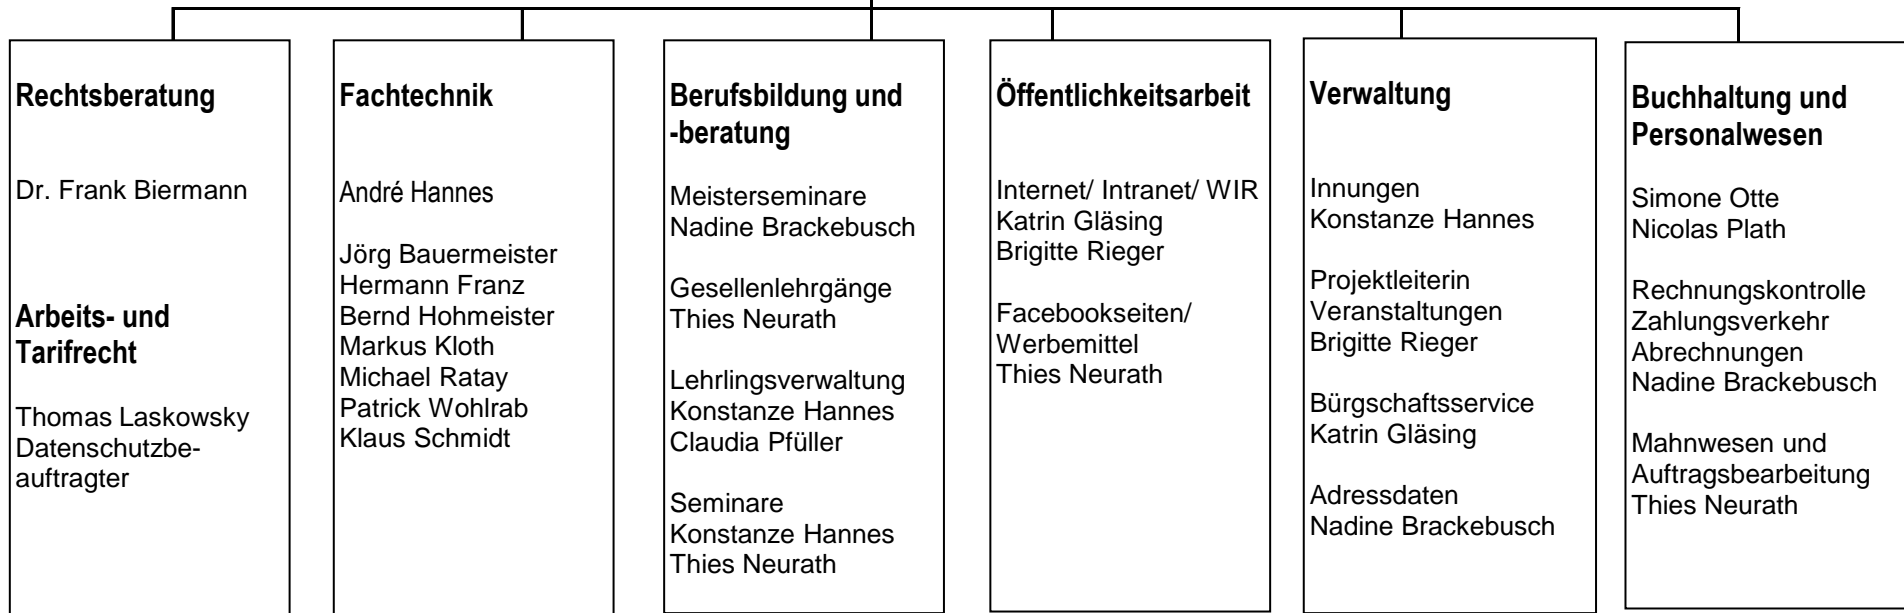 Rechtsberatung
Dr. Frank Biermann
Arbeits- und
Tarifrecht
Thomas Laskowsky
Datenschutzbe-
auftragter
Fachtechnik
André Hannes
Jörg Bauermeister
Hermann Franz
Bernd Hohmeister
Markus Kloth
Michael Ratay
Patrick Wohlrab
Klaus Schmidt
Berufsbildung und
-beratung
Meisterseminare
Nadine Brackebusch
Gesellenlehrgänge
Thies Neurath
Lehrlingsverwaltung
Konstanze Hannes
Claudia Pfüller
Seminare
Konstanze Hannes
Thies Neurath
Öffentlichkeitsarbeit
Internet/ Intranet/ WIR
Katrin Gläsing
Brigitte Rieger
Facebookseiten/
Werbemittel
Thies Neurath
Verwaltung
Innungen
Konstanze Hannes
Projektleiterin
Veranstaltungen
Brigitte Rieger
Bürgschaftsservice
Katrin Gläsing
Adressdaten
Nadine Brackebusch
Buchhaltung und
Personalwesen
Simone Otte
Nicolas Plath
Rechnungskontrolle
Zahlungsverkehr
Abrechnungen
Nadine Brackebusch
Mahnwesen und
Auftragsbearbeitung
Thies Neurath